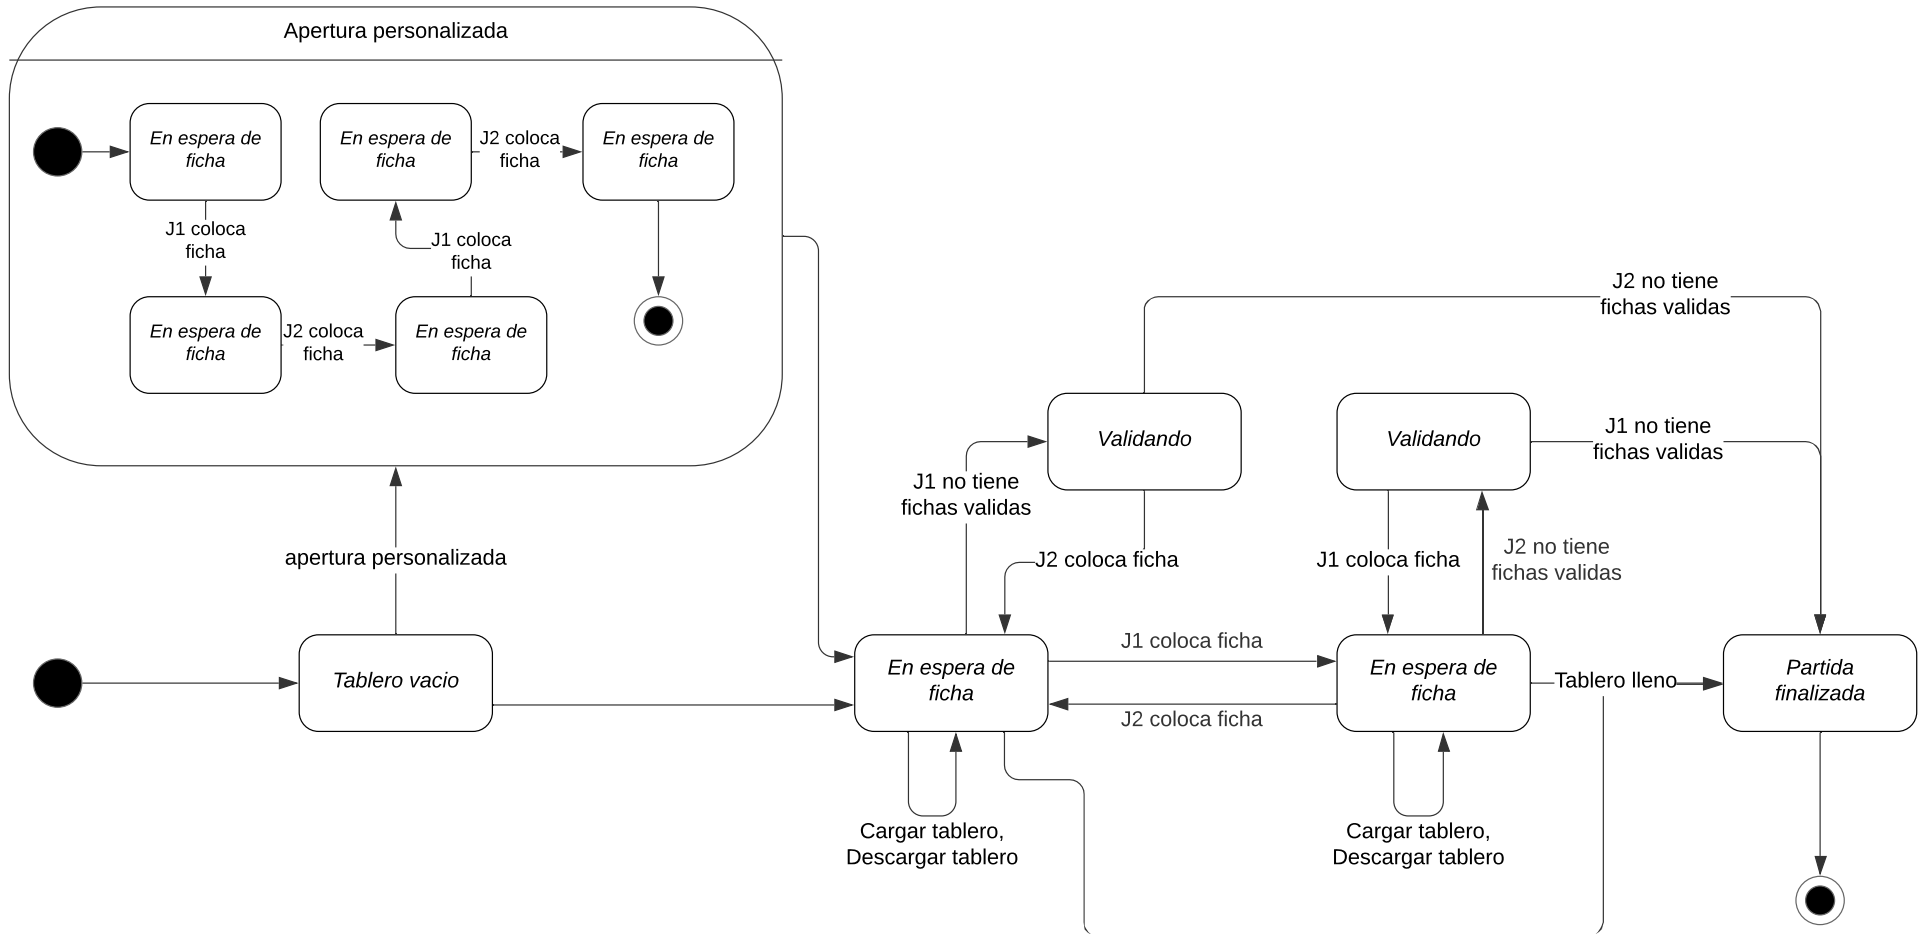 Apertura personalizada
En espera de
ficha
En espera de
ficha
J2 coloca
ficha
En espera de
ficha
J1 coloca
ficha
J1 coloca
ficha
En espera de
ficha
J2 coloca
ficha
En espera de
ficha
J2 no tiene
fichas validas
Validando
Validando
J1 no tiene
fichas validas
J1 no tiene
fichas validas
apertura personalizada
J2 coloca ficha
J1 coloca ficha
J2 no tiene
fichas validas
Tablero vacio
En espera de
ficha
J1 coloca ficha
J2 coloca ficha
En espera de
ficha
Tablero lleno
Partida
finalizada
Cargar tablero,
Descargar tablero
Cargar tablero,
Descargar tablero